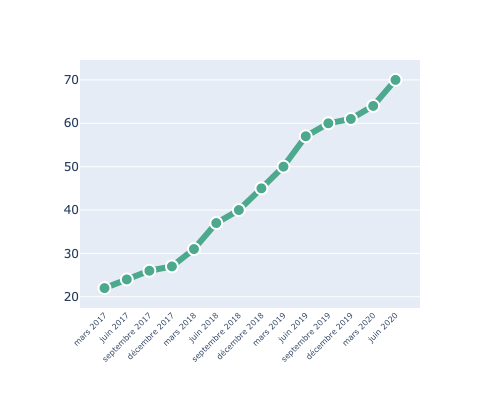 70
60
50
40
30
20
mars 2017
juin 2017
septembre 2017
décembre 2017
mars 2018
juin 2018
septembre 2018
décembre 2018
mars 2019
juin 2019
septembre 2019
décembre 2019
mars 2020
juin 2020